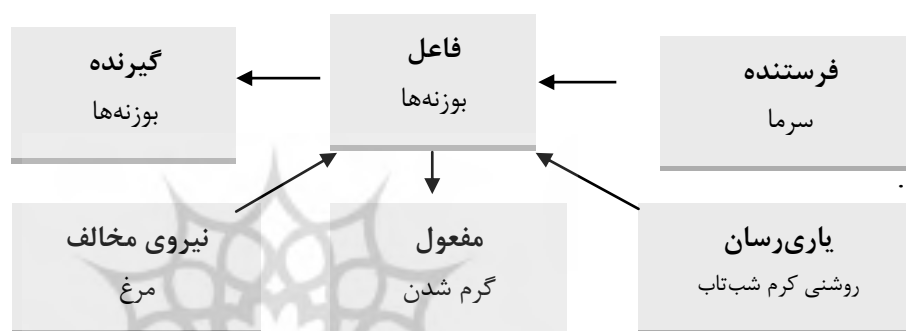 فرستنده
سرما
فاعل
بوزنه‌ها
گیرنده
بوزنه‌ها
.
یاری‌رسان
روشنی کرم شب‌تاب
مفعول
گرم شدن
نیروی مخالف
مرغ